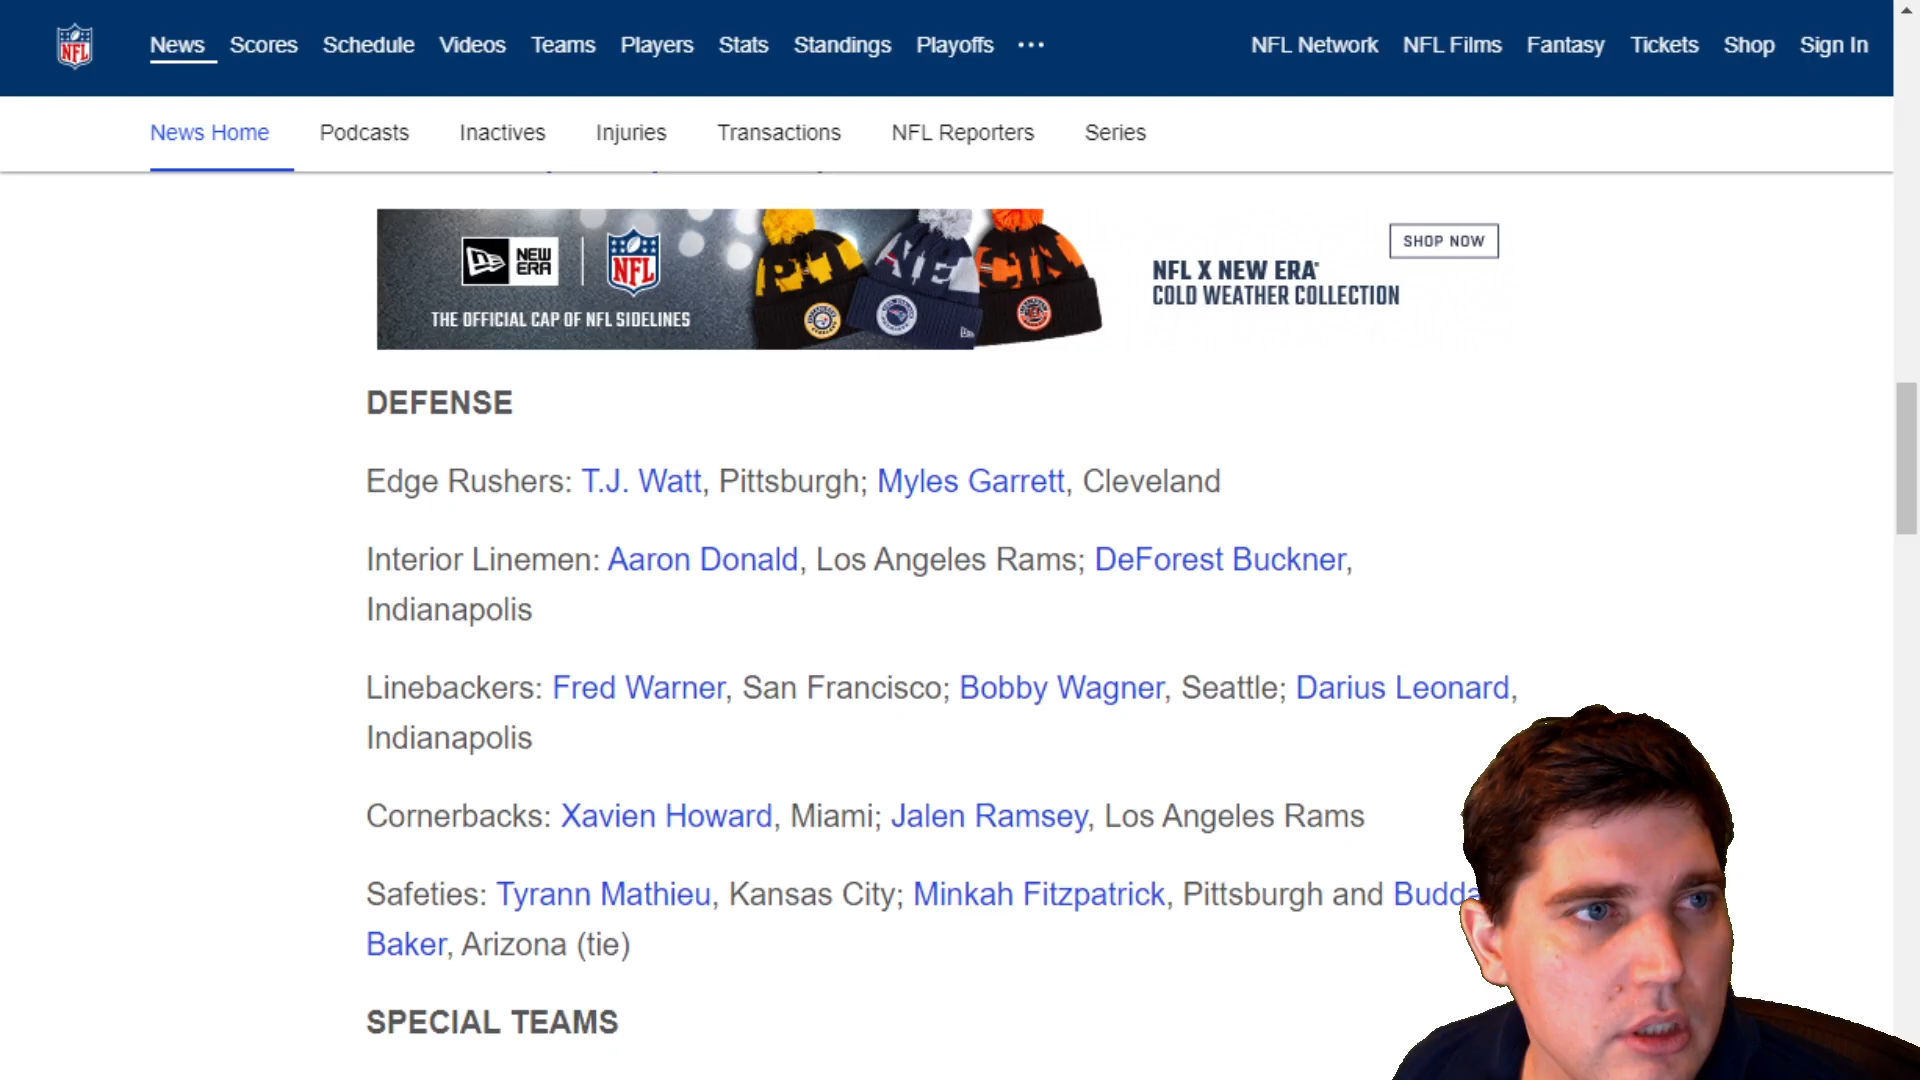 NFL News Scores Schedule Videos Teams Players Stats Standings Playoffs ••• NFL Network NFL Films Fantasy Tickets Shop Sign In
News Home Podcasts Inactives Injuries Transactions NFL Reporters Series
NEW ERA NFL
THE OFFICIAL CAP OF NFL SIDELINES
PIT NE CIN
NFL X NEW ERA
COLD WEATHER COLLECTION
SHOP NOW
DEFENSE
Edge Rushers: T.J. Watt, Pittsburgh; Myles Garrett, Cleveland
Interior Linemen: Aaron Donald, Los Angeles Rams; DeForest Buckner,
Indianapolis
Linebackers: Fred Warner, San Francisco; Bobby Wagner, Seattle; Darius Leonard,
Indianapolis
Cornerbacks: Xavien Howard, Miami; Jalen Ramsey, Los Angeles Rams
Safeties: Tyrann Mathieu, Kansas City; Minkah Fitzpatrick, Pittsburgh and Budda
Baker, Arizona (tie)
SPECIAL TEAMS